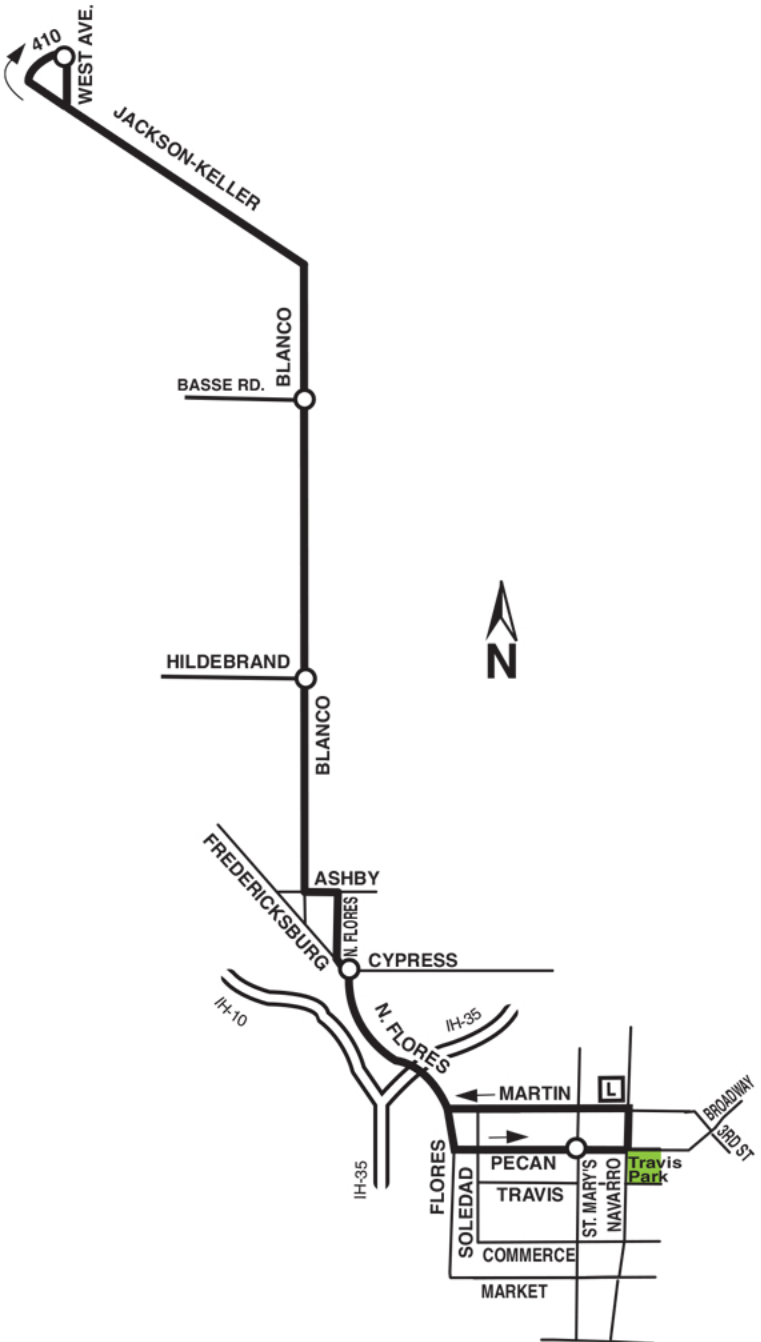 410
WEST AVE.
JACKSON-KELLER
BLANCO
BASSE RD.
N
HILDEBRAND
BLANCO
FREDERICKSBURG
ASHBY
N. FLORES
CYPRESS
IH-10
N. FLORES
IH-35
MARTIN
L
BROADWAY
3RD ST
FLORES
PECAN
Travis
Park
IH-35
SOLEDAD
TRAVIS
ST. MARY'S
NAVARRO
COMMERCE
MARKET